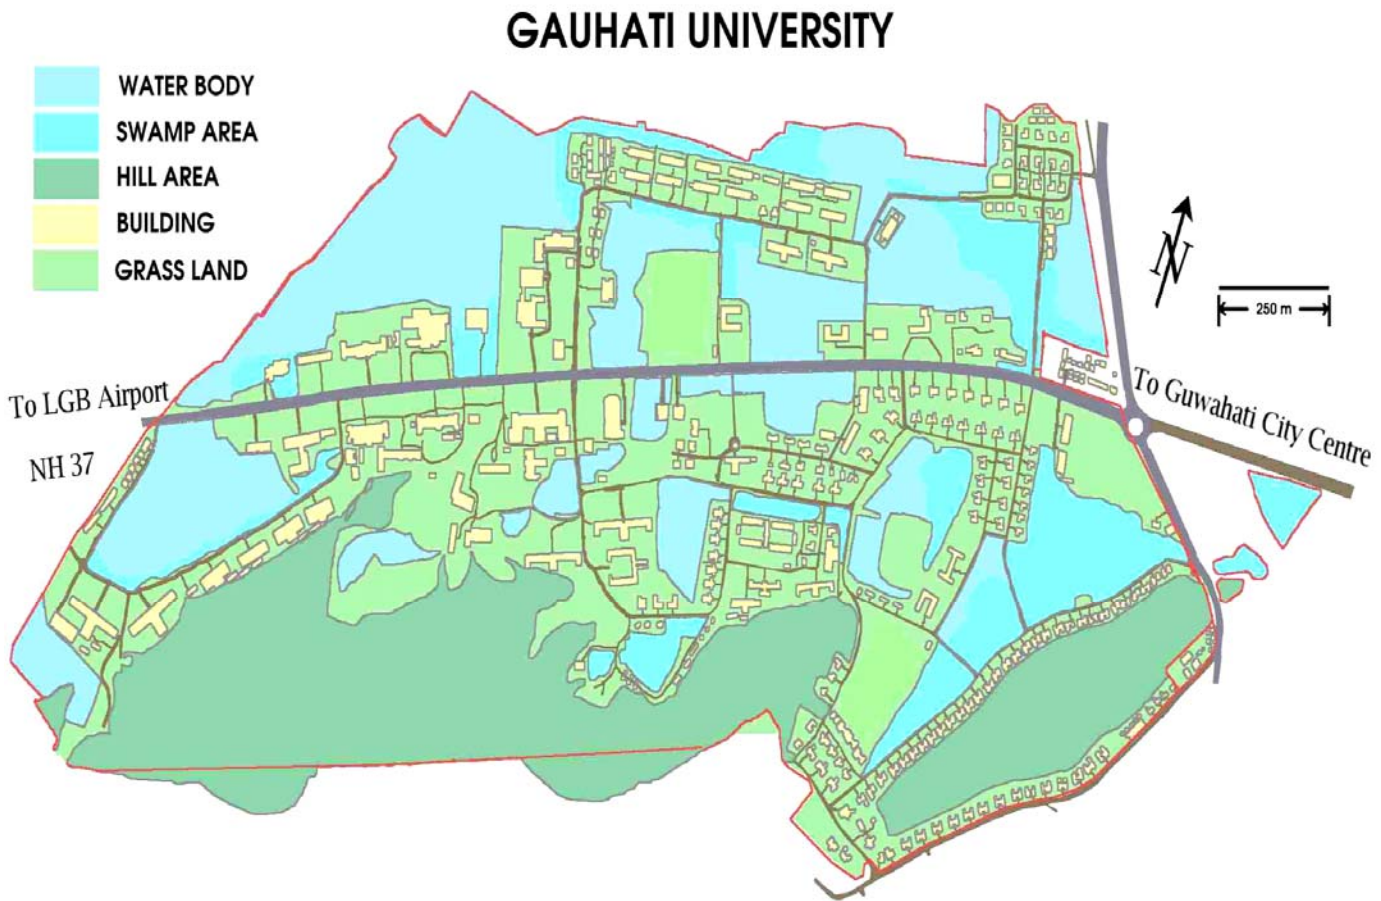 GAUHATI UNIVERSITY
WATER BODY
SWAMP AREA
HILL AREA
BUILDING
GRASS LAND
N
250 m
To LGB Airport
NH 37
To Guwahati City Centre